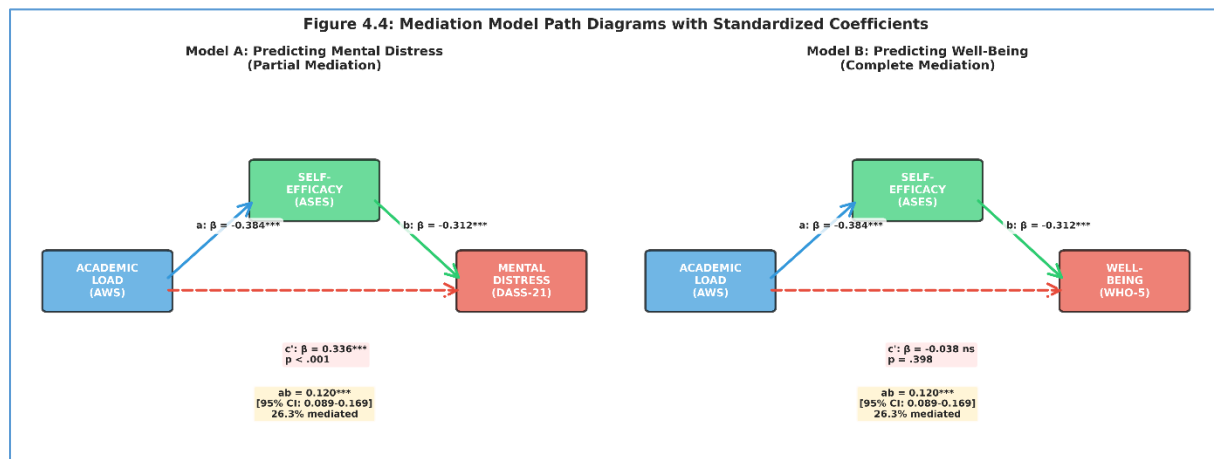 Figure 4.4: Mediation Model Path Diagrams with Standardized Coefficients
Model A: Predicting Mental Distress
(Partial Mediation)
SELF-
EFFICACY
(ASES)
a: β = -0.384***
b: β = -0.312***
ACADEMIC
LOAD
(AWS)
MENTAL
DISTRESS
(DASS-21)
c': β = 0.336***
p < .001
ab = 0.120***
[95% CI: 0.089-0.169]
26.3% mediated
Model B: Predicting Well-Being
(Complete Mediation)
SELF-
EFFICACY
(ASES)
a: β = -0.384***
b: β = -0.312***
ACADEMIC
LOAD
(AWS)
WELL-
BEING
(WHO-5)
c': β = -0.038 ns
p = .398
ab = 0.120***
[95% CI: 0.089-0.169]
26.3% mediated